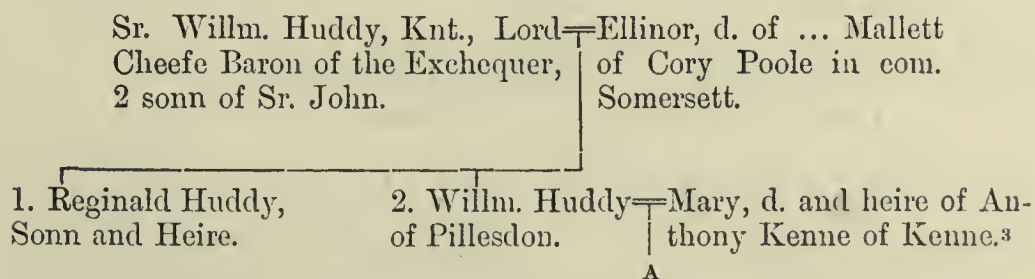 Sr. Willm. Huddy, Knt., Lord
Cheefe Baron of the Exchequer,
2 sonn of Sr. John.
Ellinor, d. of ... Mallett
of Cory Poole in com.
Somersett.
1. Reginald Huddy,
Sonn and Heire.
2. Willm. Huddy
of Pillesdon.
Mary, d. and heire of An-
thony Kenne of Kenne.³
A